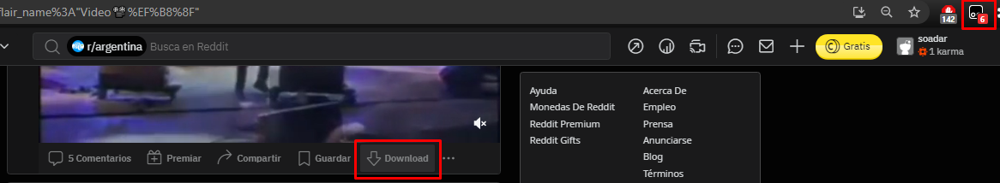 flair_name%3A"Video📽%EF%B8%8F"
142
6
r/argentina Busca en Reddit
Gratis
soadar
1 karma
5 Comentarios Premiar Compartir Guardar Download
Ayuda
Monedas De Reddit
Reddit Premium
Reddit Gifts
Acerca De
Empleo
Prensa
Anunciarse
Blog
Términos